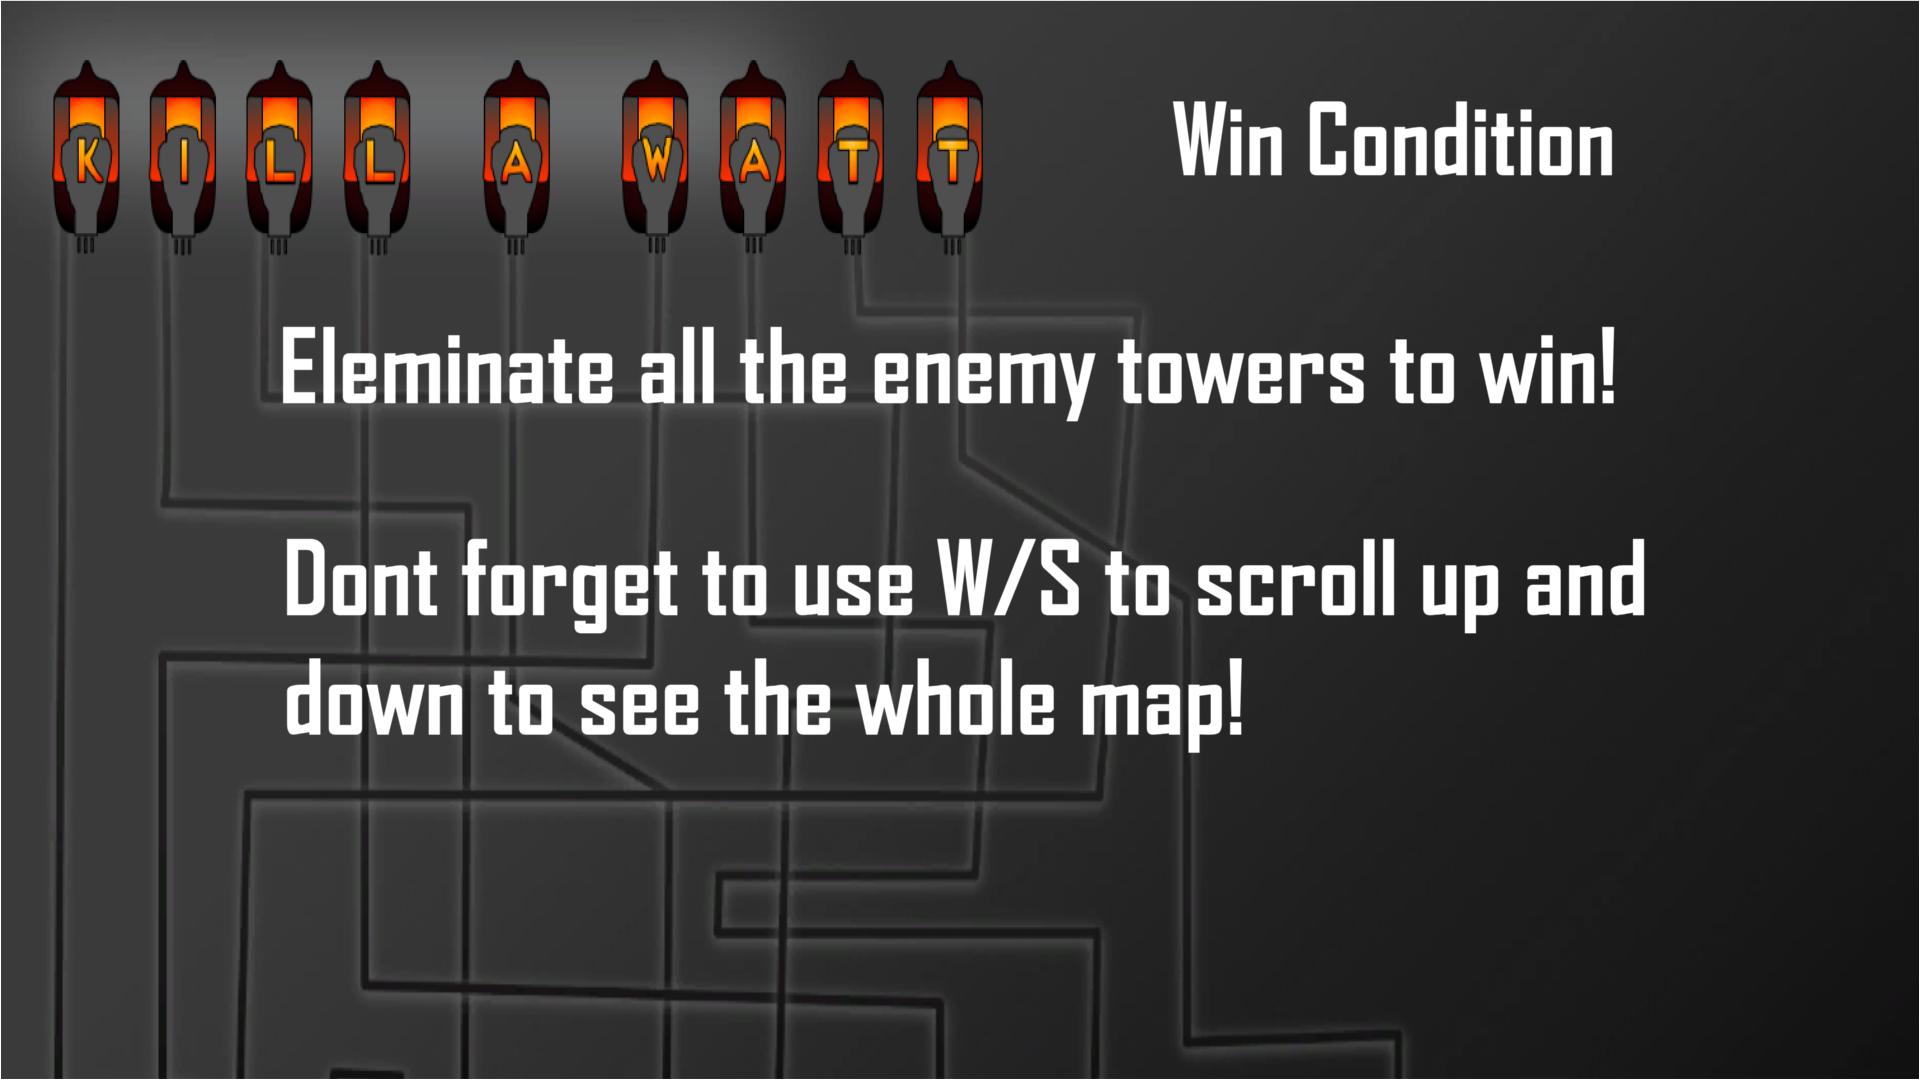 KILL A WATT
Win Condition
Eleminate all the enemy towers to win!
Dont forget to use W/S to scroll up and
down to see the whole map!